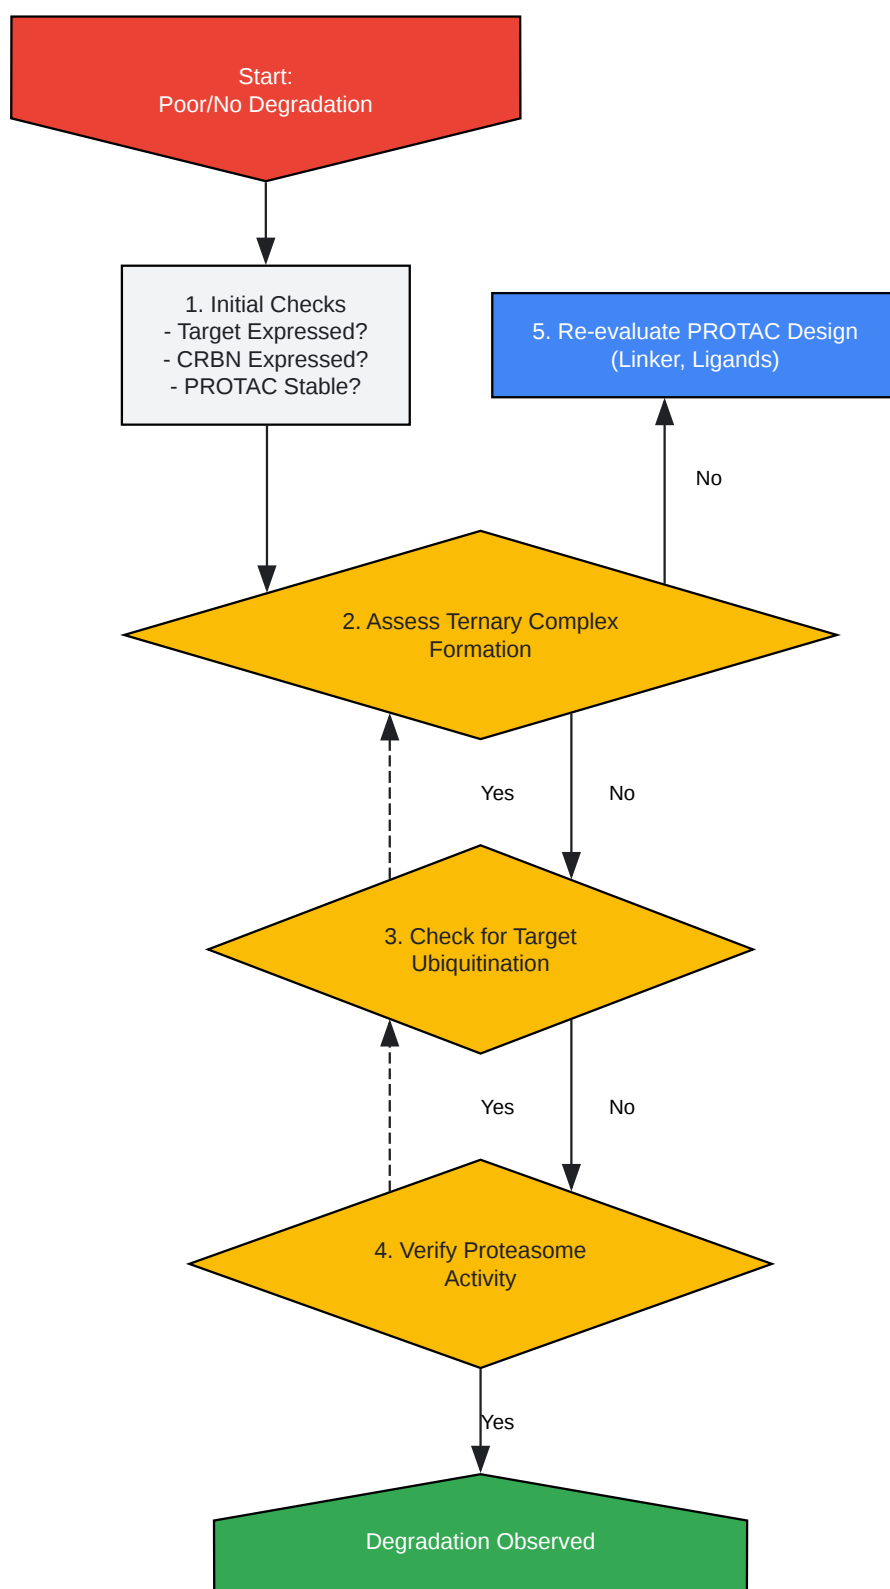 Start:
Poor/No Degradation
1. Initial Checks
- Target Expressed?
- CRBN Expressed?
- PROTAC Stable?
5. Re-evaluate PROTAC Design
(Linker, Ligands)
No
2. Assess Ternary Complex
Formation
Yes
No
3. Check for Target
Ubiquitination
Yes
No
4. Verify Proteasome
Activity
Yes
Degradation Observed